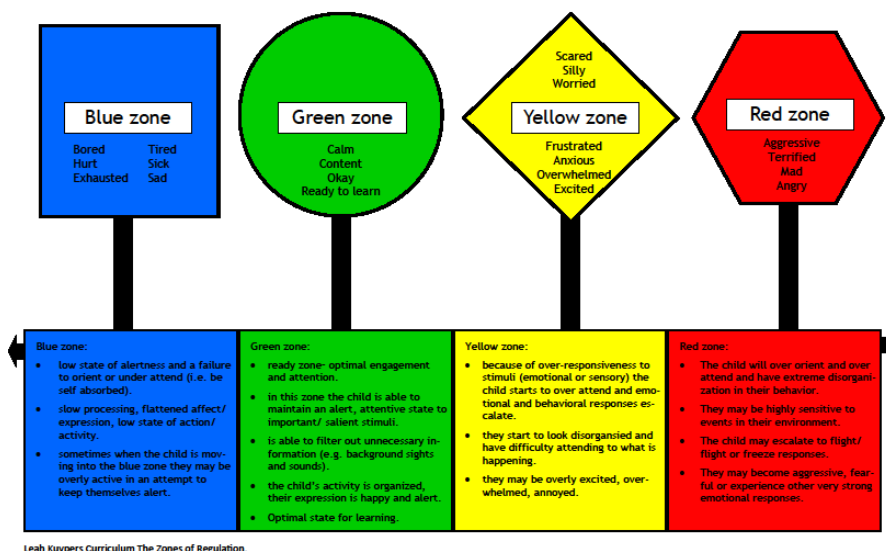 Blue zone
Bored Tired
Hurt Sick
Exhausted Sad
Green zone
Calm
Content
Okay
Ready to learn
Scared
Silly
Worried
Yellow zone
Frustrated
Anxious
Overwhelmed
Excited
Red zone
Aggressive
Terrified
Mad
Angry
Blue zone:
• low state of alertness and a failure
to orient or under attend (i.e. be
self absorbed).
• slow processing, flattened affect/
expression, low state of action/
activity.
• sometimes when the child is mov-
ing into the blue zone they may be
overly active in an attempt to
keep themselves alert.
Green zone:
• ready zone- optimal engagement
and attention.
• in this zone the child is able to
maintain an alert, attentive state to
important/ salient stimuli.
• is able to filter out unnecessary in-
formation (e.g. background sights
and sounds).
• the child's activity is organized,
their expression is happy and alert.
• Optimal state for learning.
Yellow zone:
• because of over-responsiveness to
stimuli (emotional or sensory) the
child starts to over attend and emo-
tional and behavioral responses es-
calate.
• they start to look disorgansied and
have difficulty attending to what is
happening.
• they may be overly excited, over-
whelmed, annoyed.
Red zone:
• The child will over orient and over
attend and have extreme disorgani-
zation in their behavior.
• They may be highly sensitive to
events in their environment.
• The child may escalate to flight/
flight or freeze responses.
• They may become aggressive, fear-
ful or experience other very strong
emotional responses.
Leah Kuypers Curriculum The Zones of Regulation.